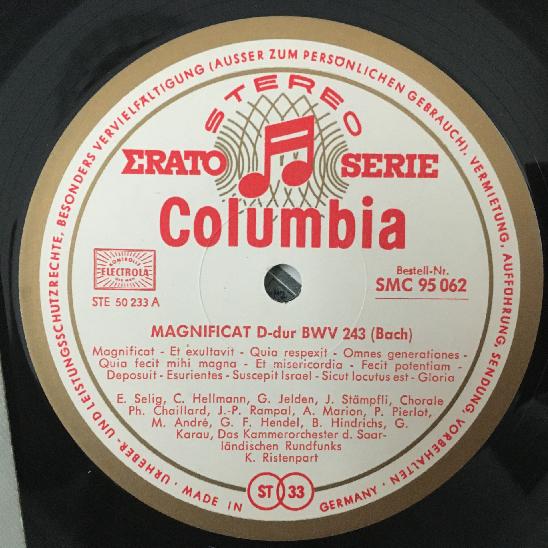 URHEBER- UND LEISTUNGSSCHUTZRECHTE, BESONDERS VERVIELFÄLTIGUNG (AUSSER ZUM PERSÖNLICHEN GEBRAUCH), VERMIETUNG, AUFFÜHRUNG, SENDUNG, VORBEHALTEN · MADE IN GERMANY ·
STEREO
ΣRATO SERIE
Columbia
CONTROLLE
ELECTROLA
STE 50 233 A
Bestell-Nr.
SMC 95 062
MAGNIFICAT D-dur BWV 243 (Bach)
Magnificat - Et exultavit - Quia respexit - Omnes generationes -
Quia fecit mihi magna - Et misericordia - Fecit potentiam -
Deposuit - Esurientes - Suscepit Israel - Sicut locutus est - Gloria
E. Selig, C. Hellmann, G. Jelden, J. Stämpfli, Chorale
Ph. Chaillard, J.-P. Rampal, A. Marion, P. Pierlot,
M. André, G. F. Hendel, B. Hindrichs, G.
Karau, Das Kammerorchester d. Saar-
ländischen Rundfunks
K. Ristenpart
ST 33